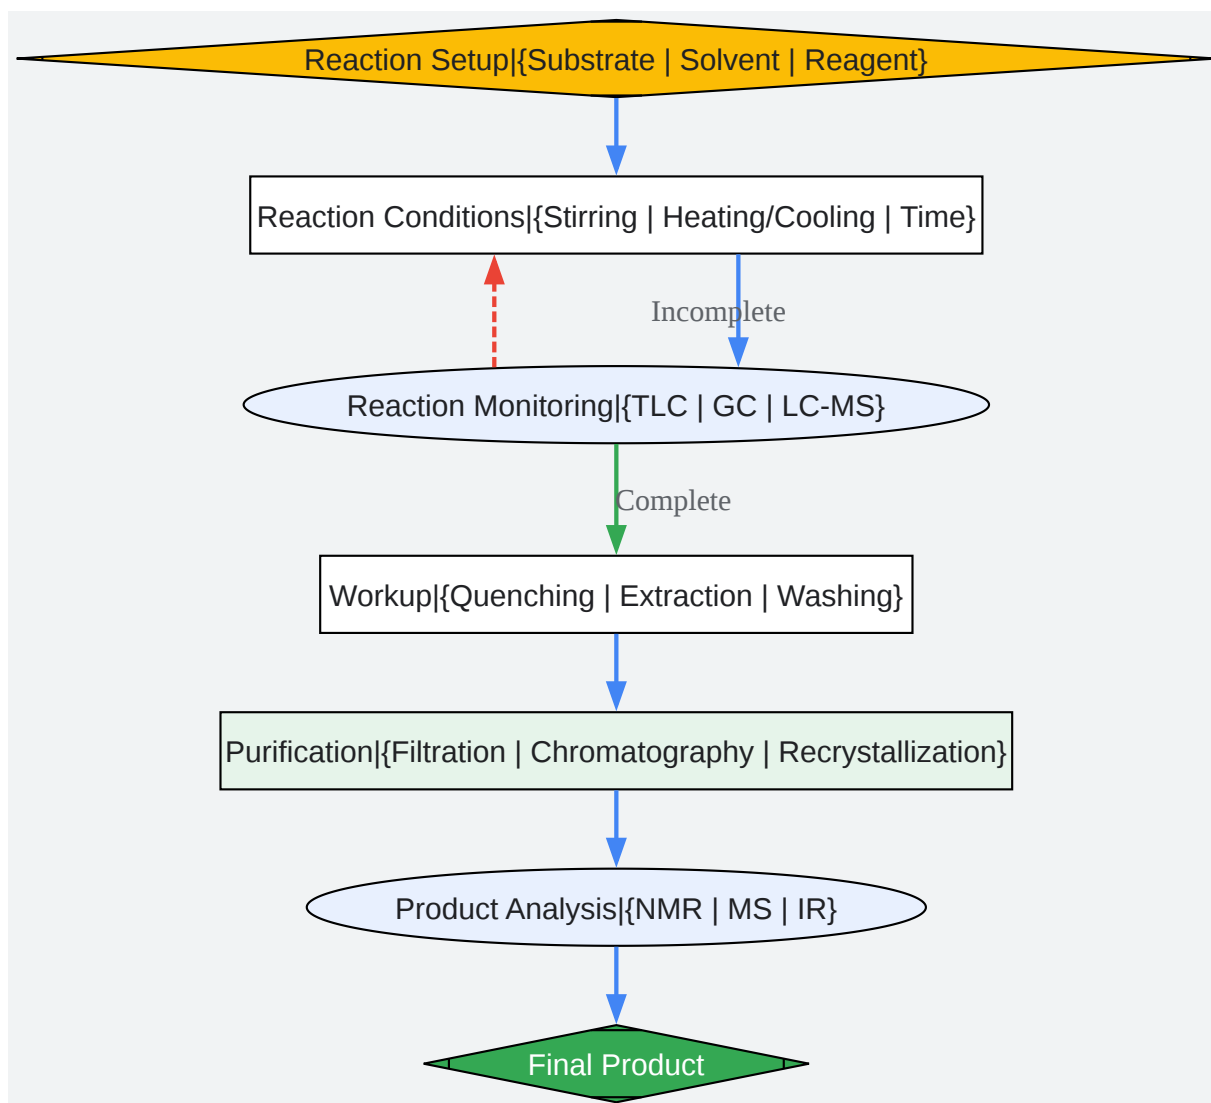 Reaction Setup|{Substrate | Solvent | Reagent}
Reaction Conditions|{Stirring | Heating/Cooling | Time}
Incomplete
Reaction Monitoring|{TLC | GC | LC-MS}
Complete
Workup|{Quenching | Extraction | Washing}
Purification|{Filtration | Chromatography | Recrystallization}
Product Analysis|{NMR | MS | IR}
Final Product